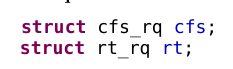 struct cfs_rq cfs;
struct rt_rq rt;